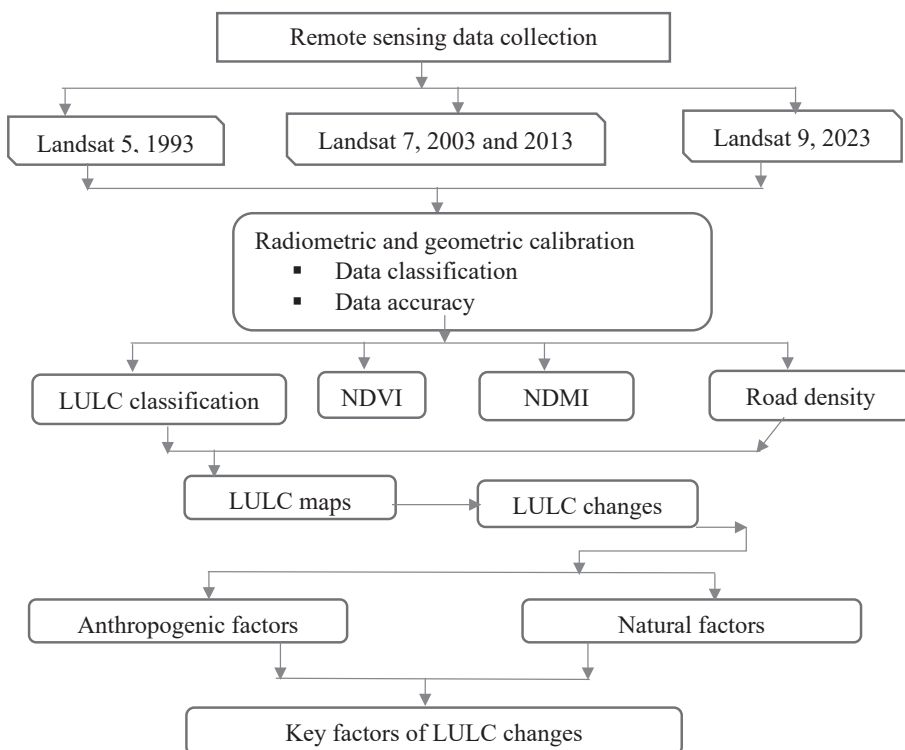 Remote sensing data collection
Landsat 5, 1993
Landsat 7, 2003 and 2013
Landsat 9, 2023
Radiometric and geometric calibration
▪ Data classification
▪ Data accuracy
LULC classification
NDVI
NDMI
Road density
LULC maps
LULC changes
Anthropogenic factors
Natural factors
Key factors of LULC changes